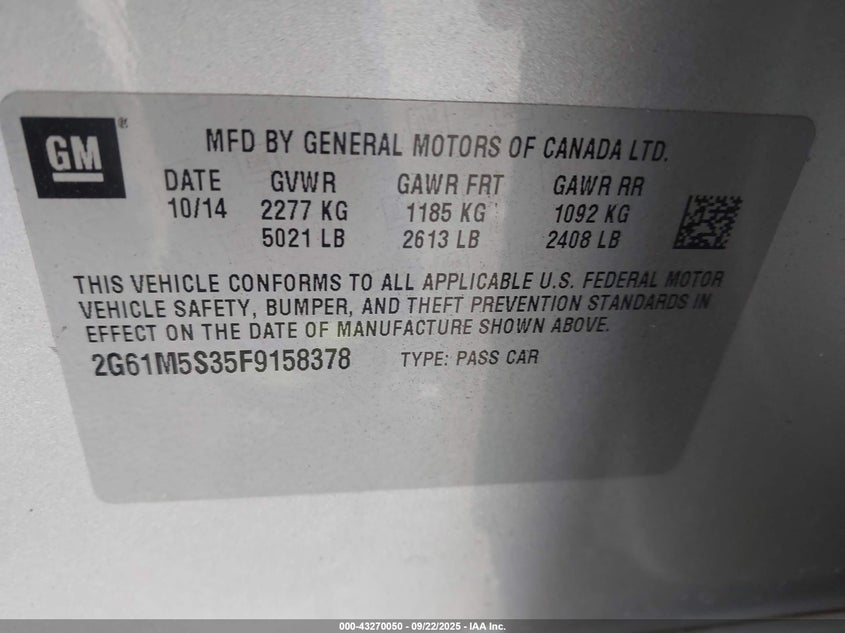 GM®
MFD BY GENERAL MOTORS OF CANADA LTD.
DATE GVWR GAWR FRT GAWR RR
10/14 2277 KG 1185 KG 1092 KG
5021 LB 2613 LB 2408 LB
THIS VEHICLE CONFORMS TO ALL APPLICABLE U.S. FEDERAL MOTOR
VEHICLE SAFETY, BUMPER, AND THEFT PREVENTION STANDARDS IN
EFFECT ON THE DATE OF MANUFACTURE SHOWN ABOVE.
2G61M5S35F9158378 TYPE: PASS CAR
000-43270050 - 09/22/2025 - IAA Inc.